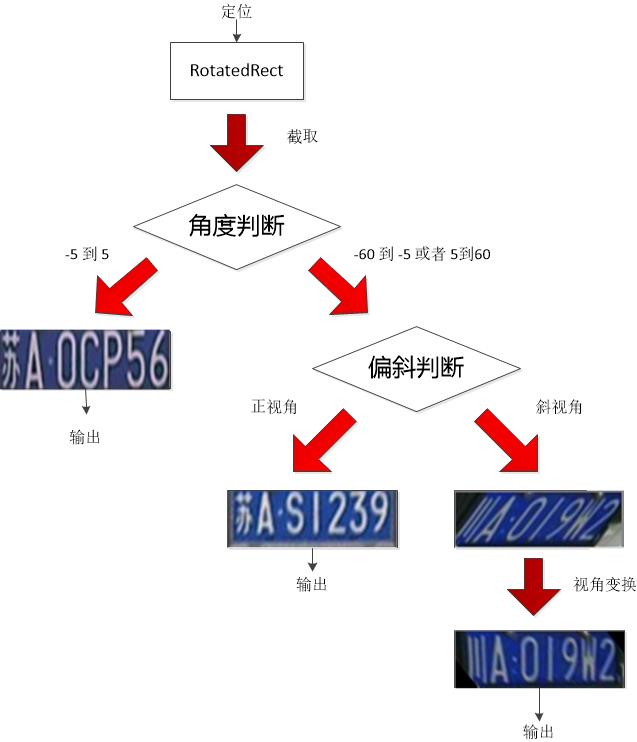 定位
RotatedRect
截取
角度判断
-5 到 5
-60 到 -5 或者 5到60
苏A·0CP56
偏斜判断
输出
正视角
斜视角
苏A·S1239
川A·019W2
输出
视角变换
川A·019W2
输出